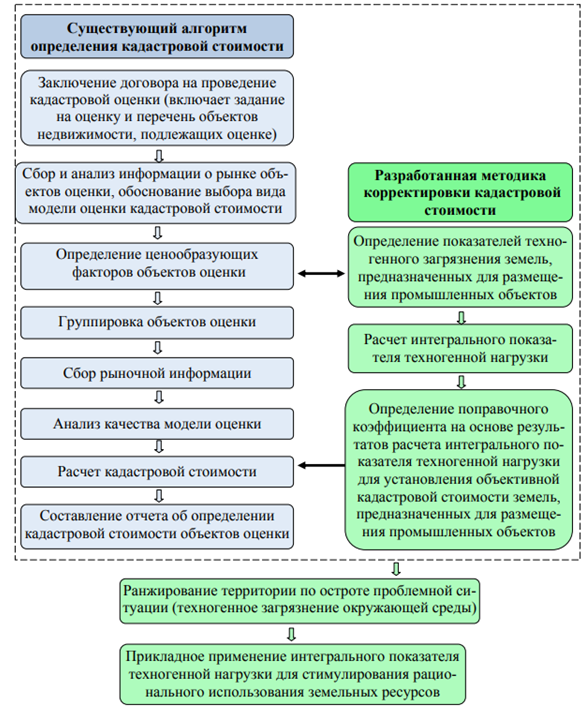 Существующий алгоритм
определения кадастровой стоимости
Заключение договора на проведение
кадастровой оценки (включает задание
на оценку и перечень объектов
недвижимости, подлежащих оценке)
Сбор и анализ информации о рынке объ-
ектов оценки, обоснование выбора вида
модели оценки кадастровой стоимости
Определение ценообразующих
факторов объектов оценки
Группировка объектов оценки
Сбор рыночной информации
Анализ качества модели оценки
Расчет кадастровой стоимости
Составление отчета об определении
кадастровой стоимости объектов оценки
Разработанная методика
корректировки кадастровой
стоимости
Определение показателей техно-
генного загрязнения земель,
предназначенных для размеще-
ния промышленных объектов
Расчет интегрального показа-
теля техногенной нагрузки
Определение поправочного
коэффициента на основе резуль-
татов расчета интегрального по-
казателя техногенной нагрузки
для установления объективной
кадастровой стоимости земель,
предназначенных для размеще-
ния промышленных объектов
Ранжирование территории по остроте проблемной си-
туации (техногенное загрязнение окружающей среды)
Прикладное применение интегрального показателя
техногенной нагрузки для стимулирования рацио-
нального использования земельных ресурсов